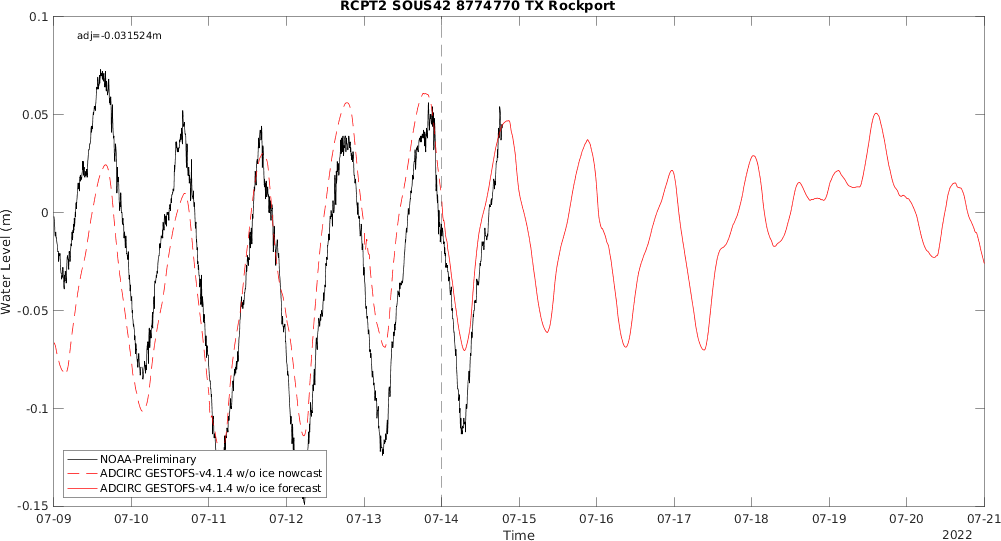 RCPT2 SOUS42 8774770 TX Rockport
adj=-0.031524m
0.1
0.05
0
-0.05
-0.1
-0.15
Water Level (m)
NOAA-Preliminary
ADCIRC GESTOFS-v4.1.4 w/o ice nowcast
ADCIRC GESTOFS-v4.1.4 w/o ice forecast
07-09 07-10 07-11 07-12 07-13 07-14 07-15 07-16 07-17 07-18 07-19 07-20 07-21
Time
2022